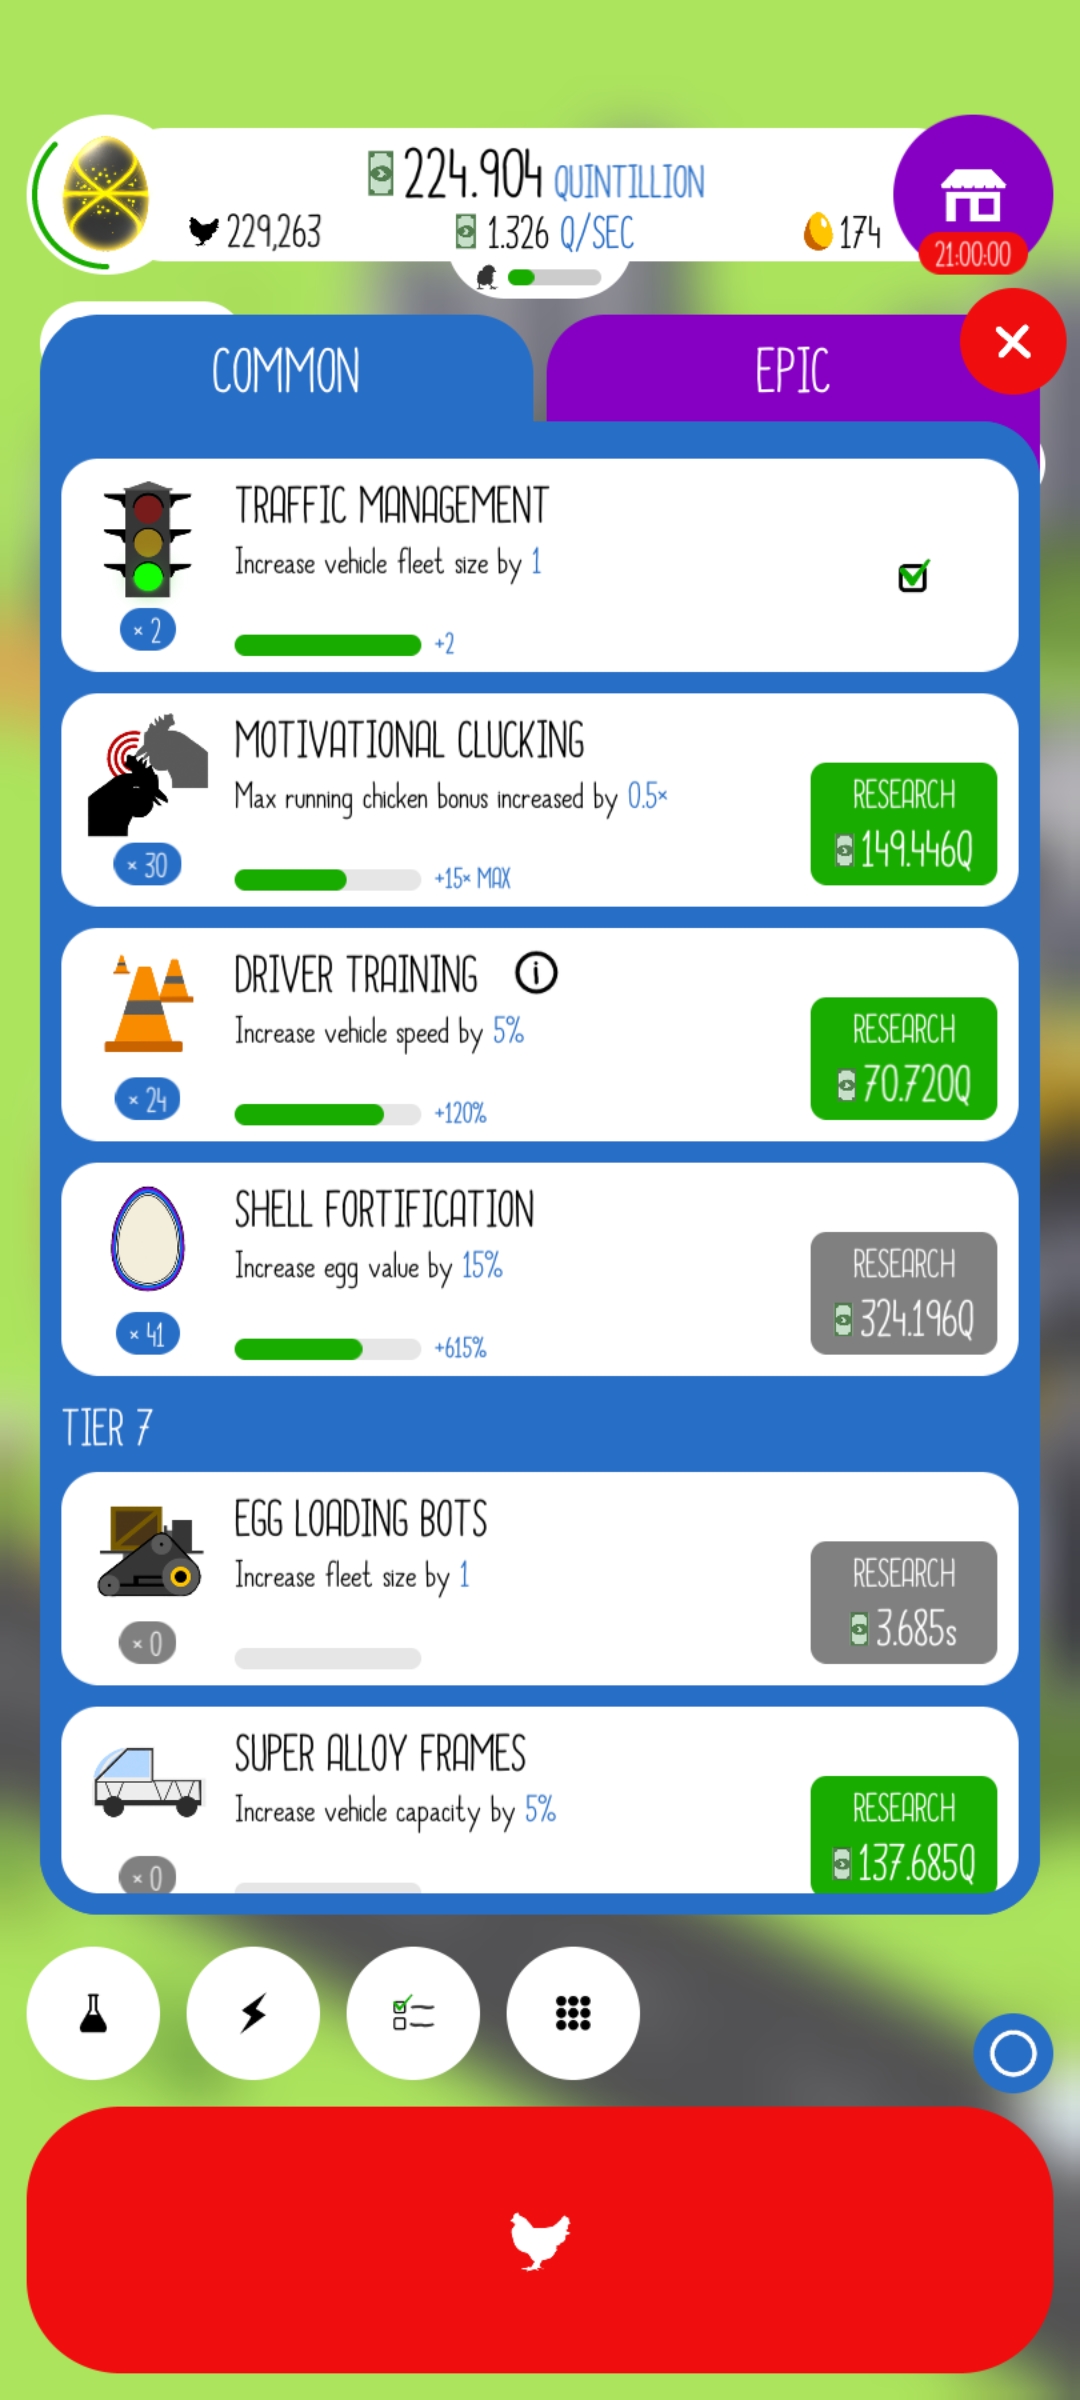 224.904 QUINTILLION
229,263
1.326 Q/SEC
174
21:00:00
COMMON
EPIC
TRAFFIC MANAGEMENT
Increase vehicle fleet size by 1
× 2
+2
MOTIVATIONAL CLUCKING
Max running chicken bonus increased by 0.5×
RESEARCH
149.446Q
× 30
+15× MAX
DRIVER TRAINING
i
Increase vehicle speed by 5%
RESEARCH
70.720Q
× 24
+120%
SHELL FORTIFICATION
Increase egg value by 15%
RESEARCH
324.196Q
× 41
+615%
TIER 7
EGG LOADING BOTS
Increase fleet size by 1
RESEARCH
3.685s
× 0
SUPER ALLOY FRAMES
Increase vehicle capacity by 5%
RESEARCH
137.685Q
× 0